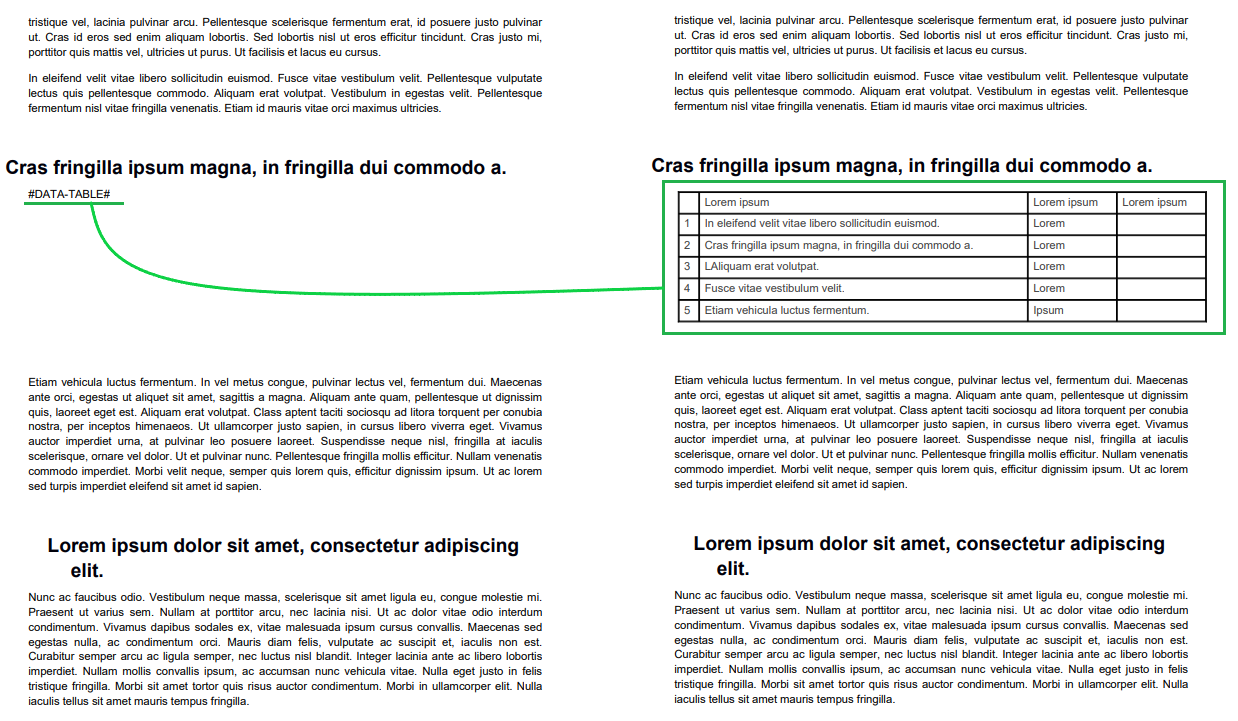 tristique vel, lacinia pulvinar arcu. Pellentesque scelerisque fermentum erat, id posuere justo pulvinar
ut. Cras id eros sed enim aliquam lobortis. Sed lobortis nisl ut eros efficitur tincidunt. Cras justo mi,
porttitor quis mattis vel, ultricies ut purus. Ut facilisis et lacus eu cursus.
In eleifend velit vitae libero sollicitudin euismod. Fusce vitae vestibulum velit. Pellentesque vulputate
lectus quis pellentesque commodo. Aliquam erat volutpat. Vestibulum in egestas velit. Pellentesque
fermentum nisl vitae fringilla venenatis. Etiam id mauris vitae orci maximus ultricies.
Cras fringilla ipsum magna, in fringilla dui commodo a.
#DATA-TABLE#
Etiam vehicula luctus fermentum. In vel metus congue, pulvinar lectus vel, fermentum dui. Maecenas
ante orci, egestas ut aliquet sit amet, sagittis a magna. Aliquam ante quam, pellentesque ut dignissim
quis, laoreet eget est. Aliquam erat volutpat. Class aptent taciti sociosqu ad litora torquent per conubia
nostra, per inceptos himenaeos. Ut ullamcorper justo sapien, in cursus libero viverra eget. Vivamus
auctor imperdiet urna, at pulvinar leo posuere laoreet. Suspendisse neque nisl, fringilla at iaculis
scelerisque, ornare vel dolor. Ut et pulvinar nunc. Pellentesque fringilla mollis efficitur. Nullam venenatis
commodo imperdiet. Morbi velit neque, semper quis lorem quis, efficitur dignissim ipsum. Ut ac lorem
sed turpis imperdiet eleifend sit amet id sapien.
Lorem ipsum dolor sit amet, consectetur adipiscing
elit.
Nunc ac faucibus odio. Vestibulum neque massa, scelerisque sit amet ligula eu, congue molestie mi.
Praesent ut varius sem. Nullam at porttitor arcu, nec lacinia nisi. Ut ac dolor vitae odio interdum
condimentum. Vivamus dapibus sodales ex, vitae malesuada ipsum cursus convallis. Maecenas sed
egestas nulla, ac condimentum orci. Mauris diam felis, vulputate ac suscipit et, iaculis non est.
Curabitur semper arcu ac ligula semper, nec luctus nisl blandit. Integer lacinia ante ac libero lobortis
imperdiet. Nullam mollis convallis ipsum, ac accumsan nunc vehicula vitae. Nulla eget justo in felis
tristique fringilla. Morbi sit amet tortor quis risus auctor condimentum. Morbi in ullamcorper elit. Nulla
iaculis tellus sit amet mauris tempus fringilla.
tristique vel, lacinia pulvinar arcu. Pellentesque scelerisque fermentum erat, id posuere justo pulvinar
ut. Cras id eros sed enim aliquam lobortis. Sed lobortis nisl ut eros efficitur tincidunt. Cras justo mi,
porttitor quis mattis vel, ultricies ut purus. Ut facilisis et lacus eu cursus.
In eleifend velit vitae libero sollicitudin euismod. Fusce vitae vestibulum velit. Pellentesque vulputate
lectus quis pellentesque commodo. Aliquam erat volutpat. Vestibulum in egestas velit. Pellentesque
fermentum nisl vitae fringilla venenatis. Etiam id mauris vitae orci maximus ultricies.
Cras fringilla ipsum magna, in fringilla dui commodo a.
Lorem ipsum Lorem ipsum Lorem ipsum
1 In eleifend velit vitae libero sollicitudin euismod. Lorem
2 Cras fringilla ipsum magna, in fringilla dui commodo a. Lorem
3 LAliquam erat volutpat. Lorem
4 Fusce vitae vestibulum velit. Lorem
5 Etiam vehicula luctus fermentum. Ipsum
Etiam vehicula luctus fermentum. In vel metus congue, pulvinar lectus vel, fermentum dui. Maecenas
ante orci, egestas ut aliquet sit amet, sagittis a magna. Aliquam ante quam, pellentesque ut dignissim
quis, laoreet eget est. Aliquam erat volutpat. Class aptent taciti sociosqu ad litora torquent per conubia
nostra, per inceptos himenaeos. Ut ullamcorper justo sapien, in cursus libero viverra eget. Vivamus
auctor imperdiet urna, at pulvinar leo posuere laoreet. Suspendisse neque nisl, fringilla at iaculis
scelerisque, ornare vel dolor. Ut et pulvinar nunc. Pellentesque fringilla mollis efficitur. Nullam venenatis
commodo imperdiet. Morbi velit neque, semper quis lorem quis, efficitur dignissim ipsum. Ut ac lorem
sed turpis imperdiet eleifend sit amet id sapien.
Lorem ipsum dolor sit amet, consectetur adipiscing
elit.
Nunc ac faucibus odio. Vestibulum neque massa, scelerisque sit amet ligula eu, congue molestie mi.
Praesent ut varius sem. Nullam at porttitor arcu, nec lacinia nisi. Ut ac dolor vitae odio interdum
condimentum. Vivamus dapibus sodales ex, vitae malesuada ipsum cursus convallis. Maecenas sed
egestas nulla, ac condimentum orci. Mauris diam felis, vulputate ac suscipit et, iaculis non est.
Curabitur semper arcu ac ligula semper, nec luctus nisl blandit. Integer lacinia ante ac libero lobortis
imperdiet. Nullam mollis convallis ipsum, ac accumsan nunc vehicula vitae. Nulla eget justo in felis
tristique fringilla. Morbi sit amet tortor quis risus auctor condimentum. Morbi in ullamcorper elit. Nulla
iaculis tellus sit amet mauris tempus fringilla.